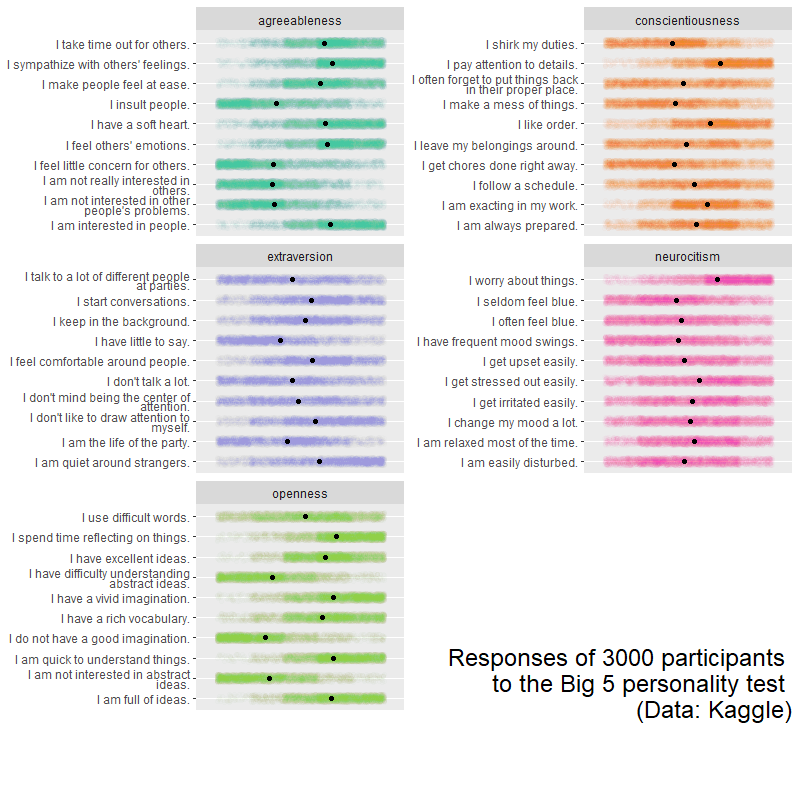 agreeableness
I take time out for others.
I sympathize with others' feelings.
I make people feel at ease.
I insult people.
I have a soft heart.
I feel others' emotions.
I feel little concern for others.
I am not really interested in
others.
I am not interested in other
people's problems.
I am interested in people.
conscientiousness
I shirk my duties.
I pay attention to details.
I often forget to put things back
in their proper place.
I make a mess of things.
I like order.
I leave my belongings around.
I get chores done right away.
I follow a schedule.
I am exacting in my work.
I am always prepared.
extraversion
I talk to a lot of different people
at parties.
I start conversations.
I keep in the background.
I have little to say.
I feel comfortable around people.
I don't talk a lot.
I don't mind being the center of
attention.
I don't like to draw attention to
myself.
I am the life of the party.
I am quiet around strangers.
neurocitism
I worry about things.
I seldom feel blue.
I often feel blue.
I have frequent mood swings.
I get upset easily.
I get stressed out easily.
I get irritated easily.
I change my mood a lot.
I am relaxed most of the time.
I am easily disturbed.
openness
I use difficult words.
I spend time reflecting on things.
I have excellent ideas.
I have difficulty understanding
abstract ideas.
I have a vivid imagination.
I have a rich vocabulary.
I do not have a good imagination.
I am quick to understand things.
I am not interested in abstract
ideas.
I am full of ideas.
Responses of 3000 participants
to the Big 5 personality test
(Data: Kaggle)